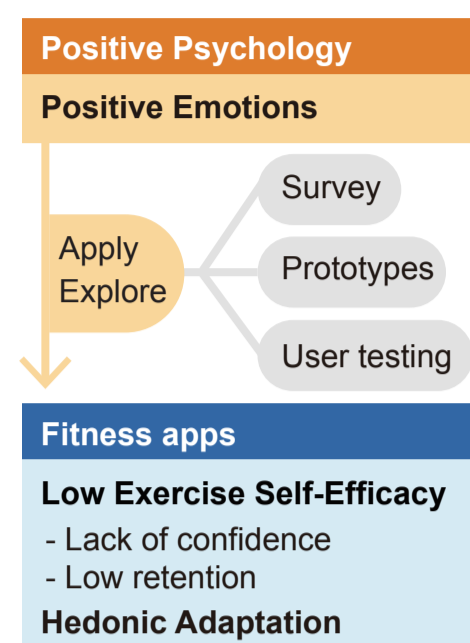 Positive Psychology
Positive Emotions
Apply
Explore
Survey
Prototypes
User testing
Fitness apps
Low Exercise Self-Efficacy
- Lack of confidence
- Low retention
Hedonic Adaptation